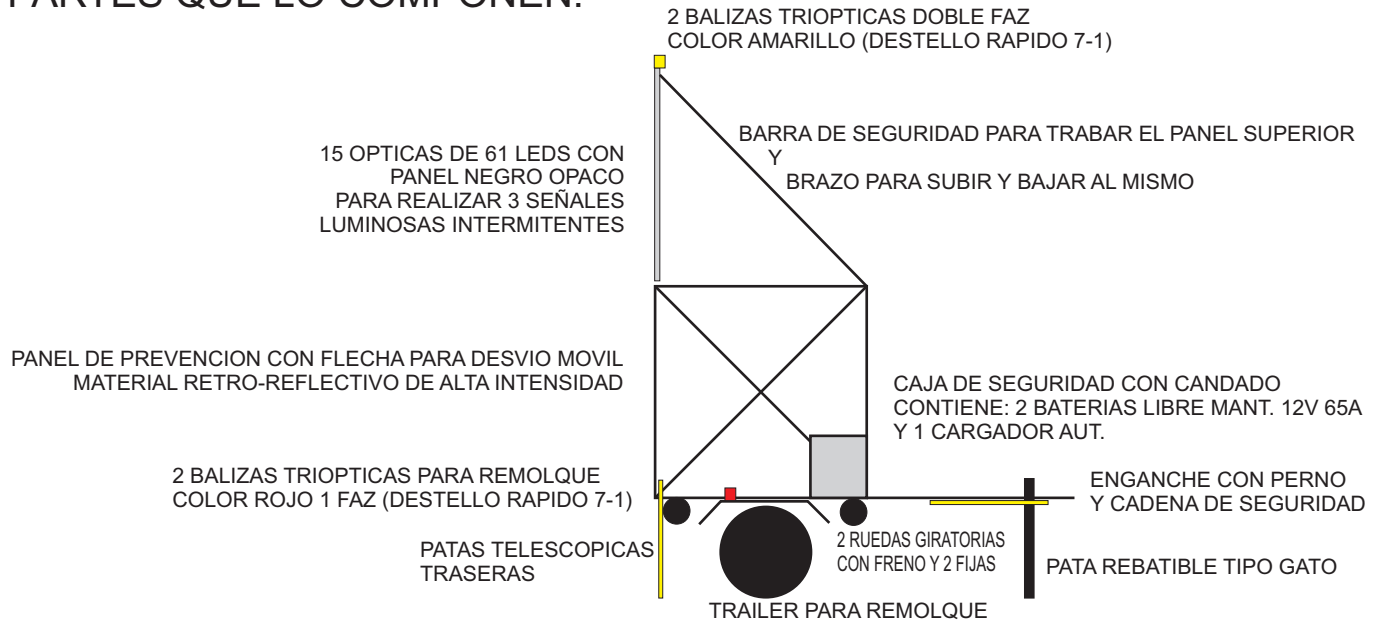 PARTES QUE LO COMPONEN:
2 BALIZAS TRIOPTICAS DOBLE FAZ
COLOR AMARILLO (DESTELLO RAPIDO 7-1)
BARRA DE SEGURIDAD PARA TRABAR EL PANEL SUPERIOR
Y
BRAZO PARA SUBIR Y BAJAR AL MISMO
15 OPTICAS DE 61 LEDS CON
PANEL NEGRO OPACO
PARA REALIZAR 3 SEÑALES
LUMINOSAS INTERMITENTES
PANEL DE PREVENCION CON FLECHA PARA DESVIO MOVIL
MATERIAL RETRO-REFLECTIVO DE ALTA INTENSIDAD
CAJA DE SEGURIDAD CON CANDADO
CONTIENE: 2 BATERIAS LIBRE MANT. 12V 65A
Y 1 CARGADOR AUT.
2 BALIZAS TRIOPTICAS PARA REMOLQUE
COLOR ROJO 1 FAZ (DESTELLO RAPIDO 7-1)
ENGANCHE CON PERNO
Y CADENA DE SEGURIDAD
PATAS TELESCOPICAS
TRASERAS
2 RUEDAS GIRATORIAS
CON FRENO Y 2 FIJAS
PATA REBATIBLE TIPO GATO
TRAILER PARA REMOLQUE